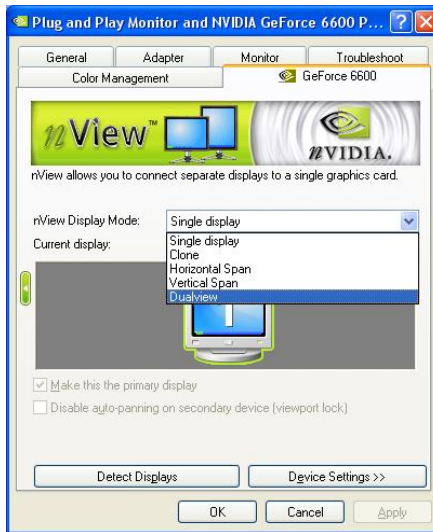 Plug and Play Monitor and NVIDIA GeForce 6600 P...
General Adapter Monitor Troubleshoot
Color Management GeForce 6600
nView™ nVIDIA.
nView allows you to connect separate displays to a single graphics card.
nView Display Mode: Single display
Current display: Single display
Clone
Horizontal Span
Vertical Span
Dualview
1
Make this the primary display
Disable auto-panning on secondary device (viewport lock)
Detect Displays Device Settings >>
OK Cancel Apply